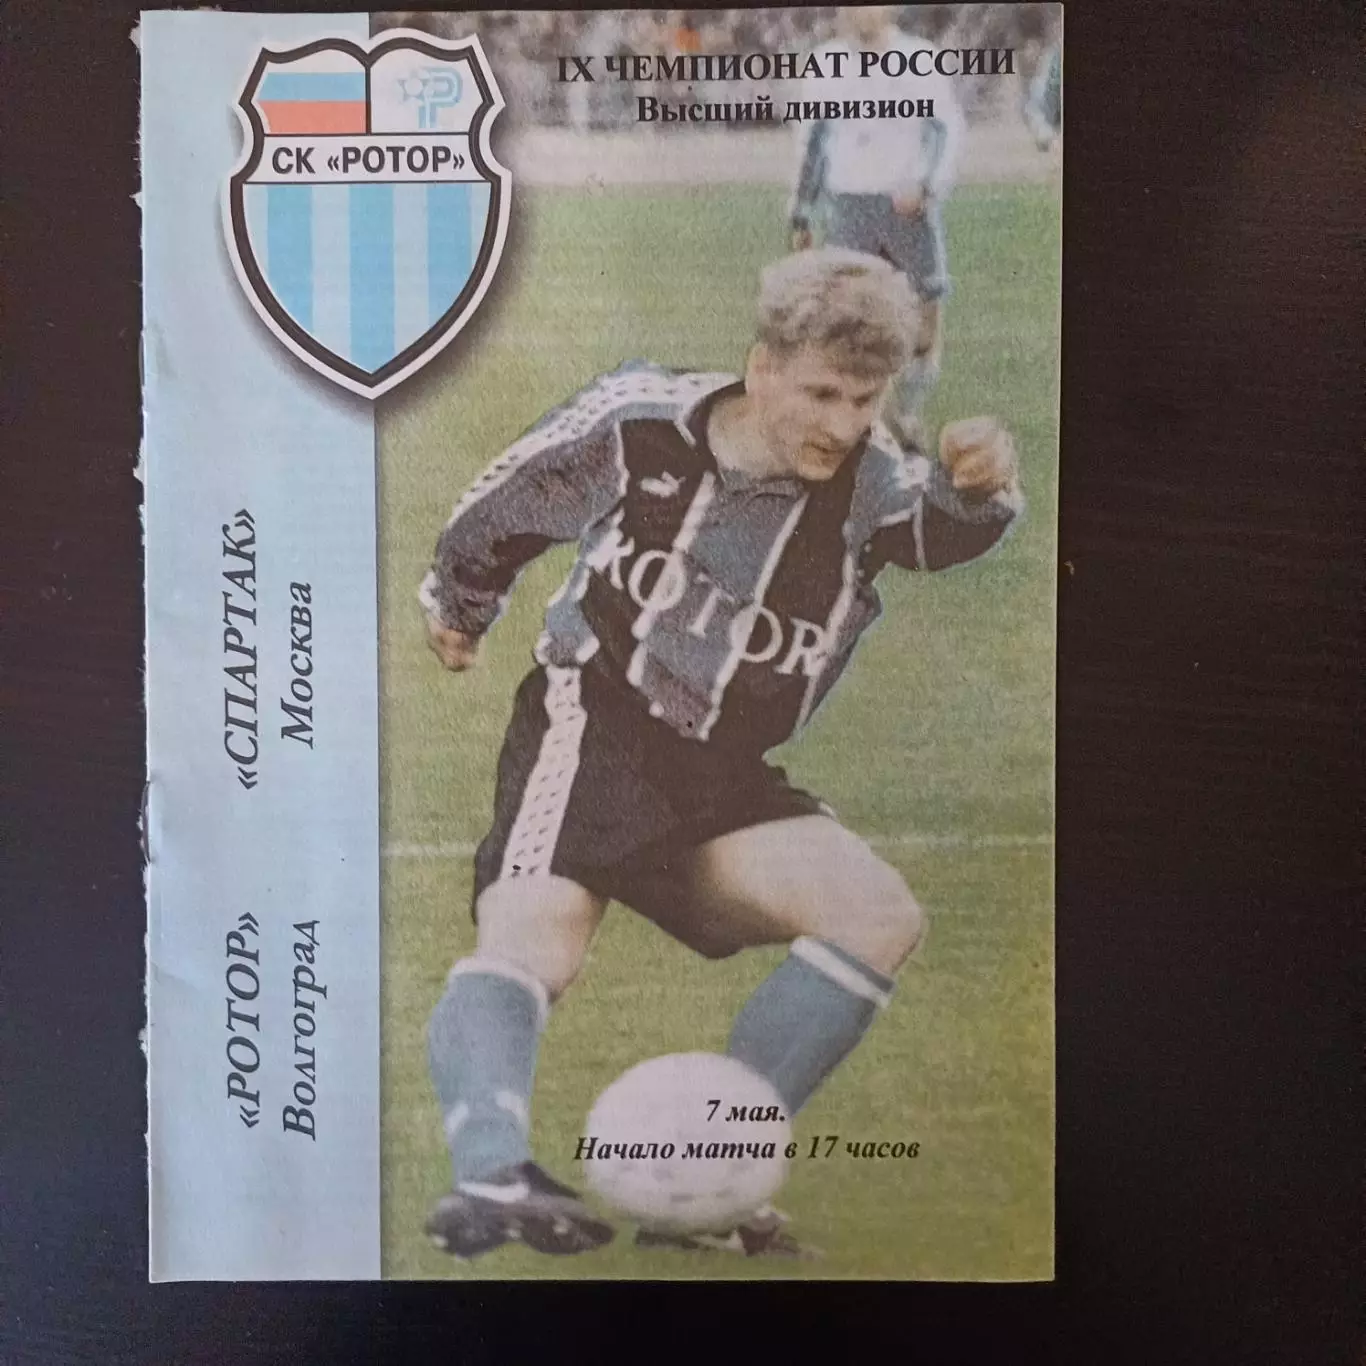 IX ЧЕМПИОНАТ РОССИИ
Высший дивизион
СК «РОТОР»
«РОТОР»
Волгоград
«СПАРТАК»
Москва
ROTOR
7 мая.
Начало матча в 17 часов